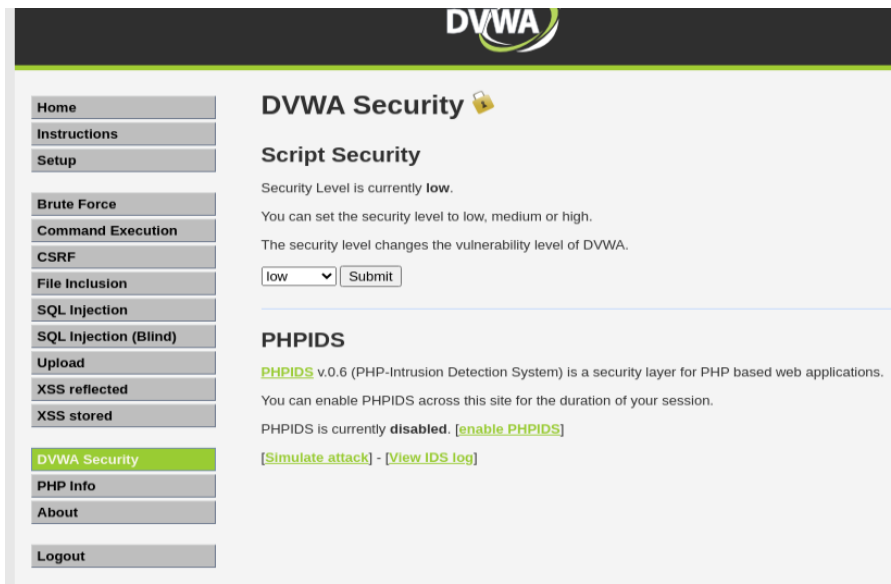 DVWA
Home
Instructions
Setup
Brute Force
Command Execution
CSRF
File Inclusion
SQL Injection
SQL Injection (Blind)
Upload
XSS reflected
XSS stored
DVWA Security
PHP Info
About
Logout
DVWA Security
Script Security
Security Level is currently low.
You can set the security level to low, medium or high.
The security level changes the vulnerability level of DVWA.
low Submit
PHPIDS
PHPIDS v.0.6 (PHP-Intrusion Detection System) is a security layer for PHP based web applications.
You can enable PHPIDS across this site for the duration of your session.
PHPIDS is currently disabled. [enable PHPIDS]
[Simulate attack] - [View IDS log]